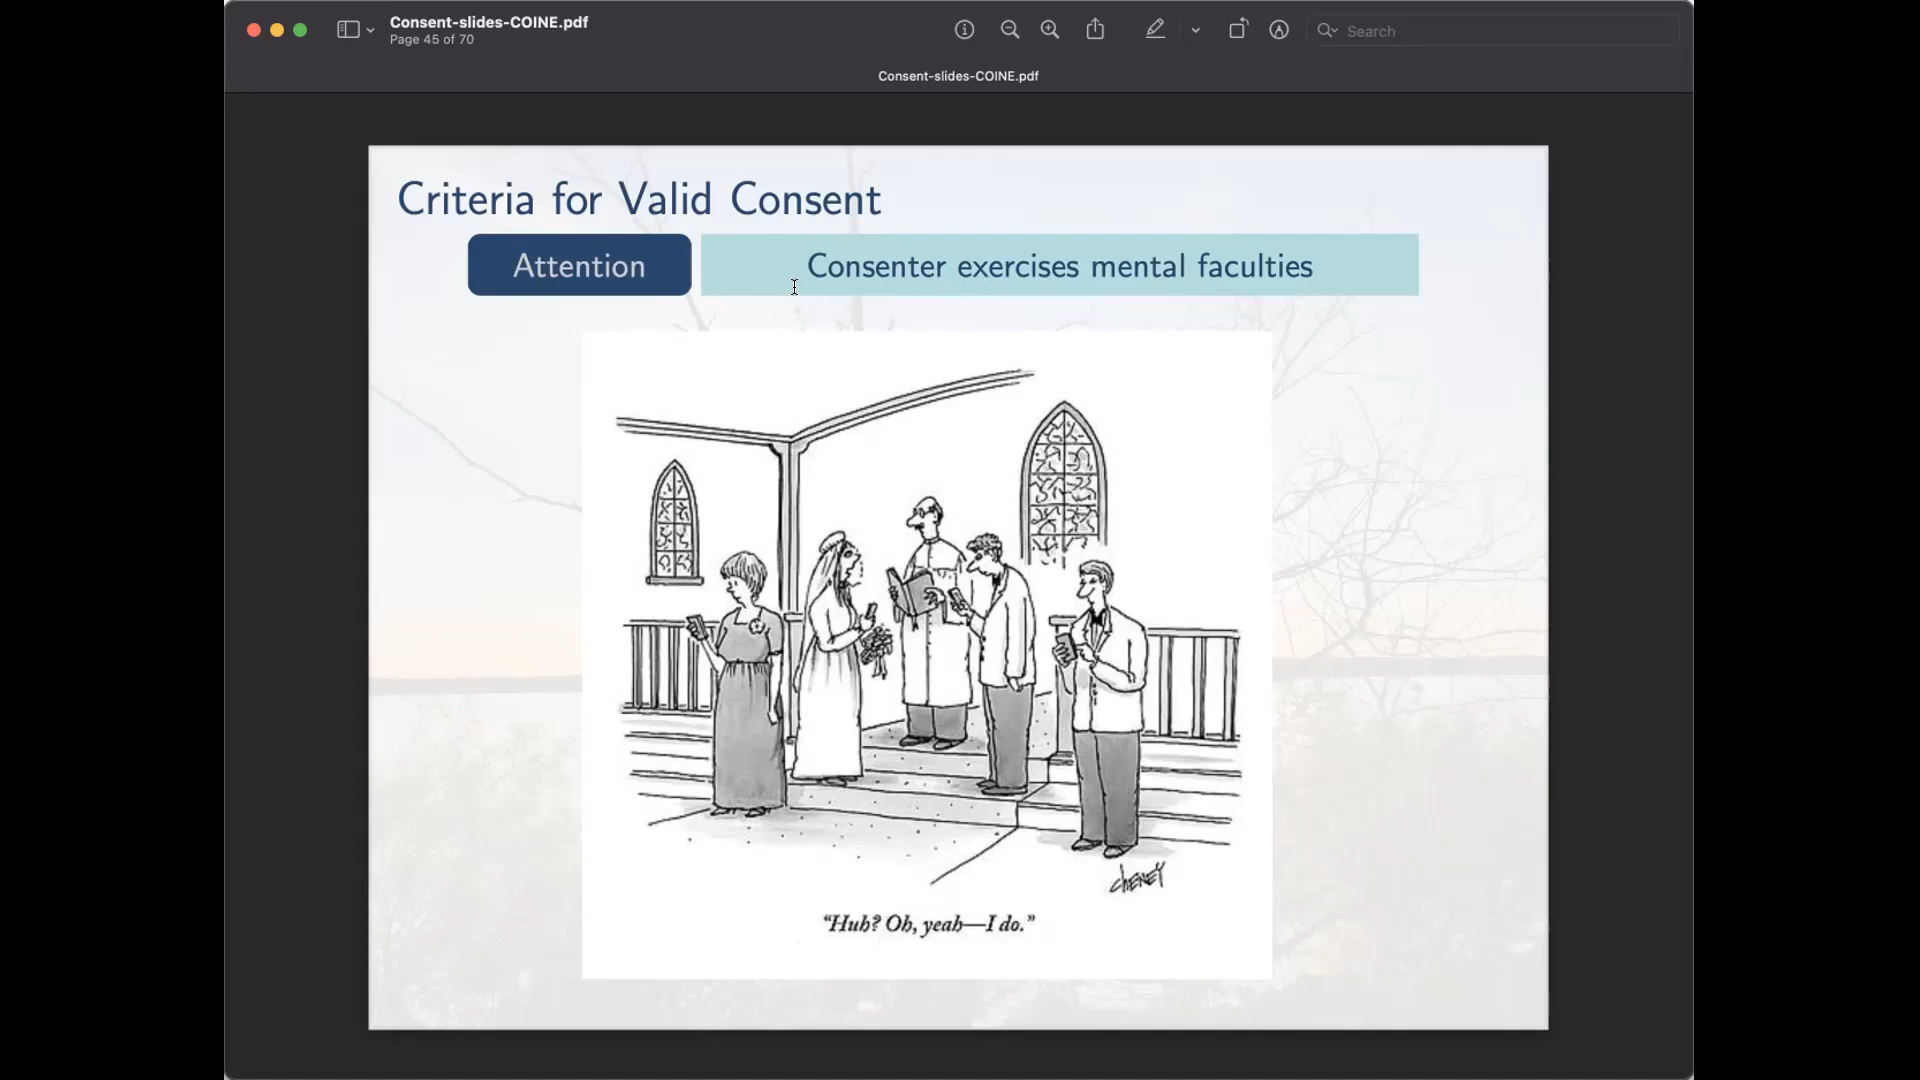 Consent-slides-COINE.pdf
Page 45 of 70
Search
Consent-slides-COINE.pdf
Criteria for Valid Consent
Attention
Consenter exercises mental faculties
CHENEY
“Huh? Oh, yeah—I do.”